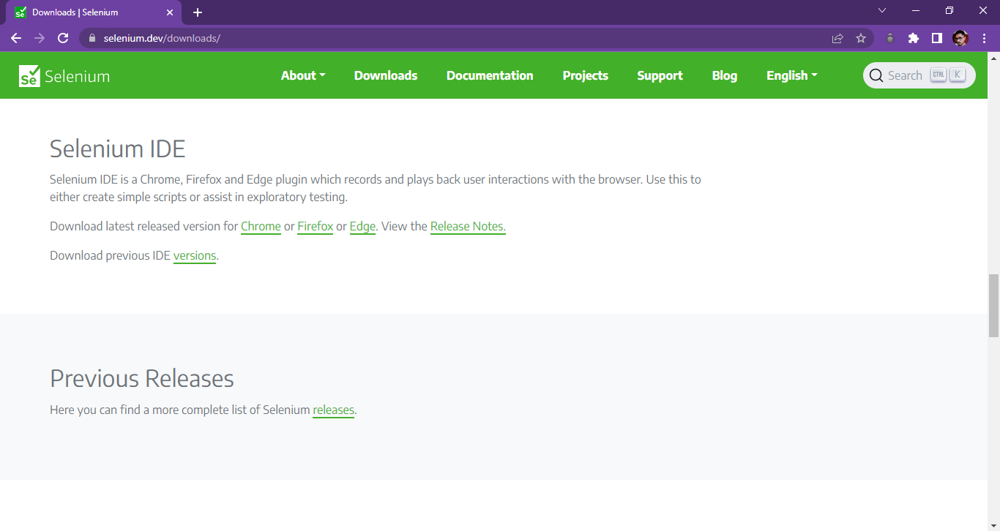 Downloads | Selenium
selenium.dev/downloads/
Se Selenium About Downloads Documentation Projects Support Blog English Search CTRL K
Selenium IDE
Selenium IDE is a Chrome, Firefox and Edge plugin which records and plays back user interactions with the browser. Use this to
either create simple scripts or assist in exploratory testing.
Download latest released version for Chrome or Firefox or Edge. View the Release Notes.
Download previous IDE versions.
Previous Releases
Here you can find a more complete list of Selenium releases.